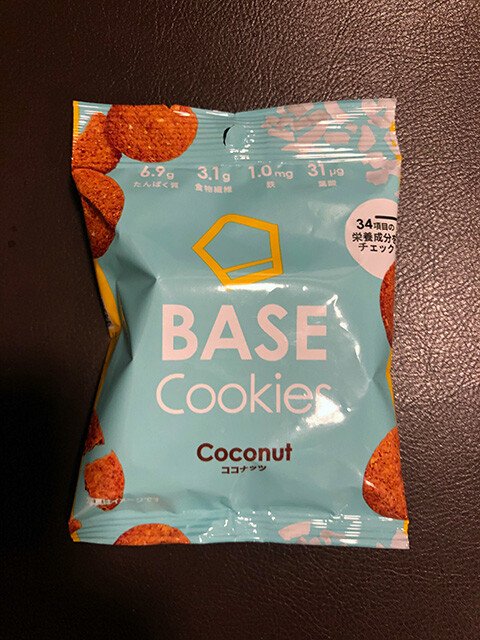 6.9g 3.1g 1.0mg 31μg
たんぱく質 食物繊維 鉄 葉酸
34項目の
栄養成分を
チェック
BASE
Cookies
Coconut
ココナッツ